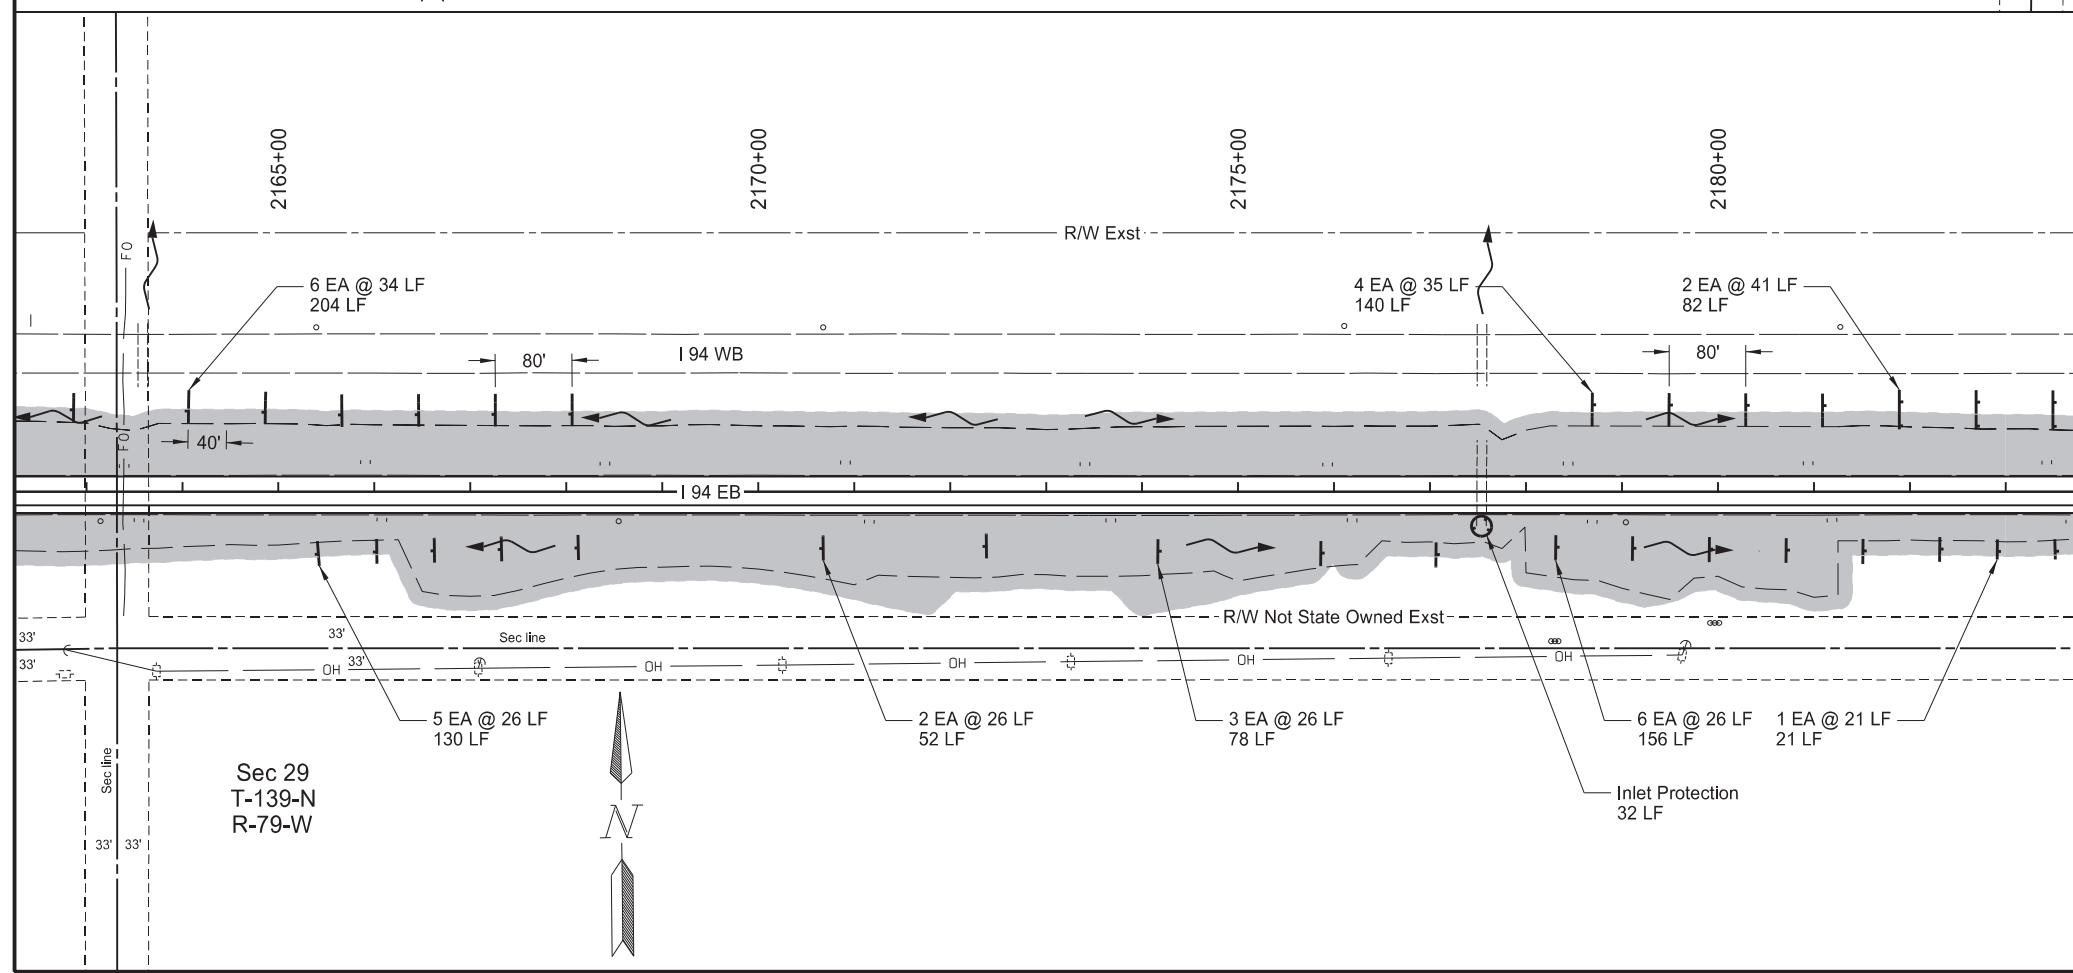 2165+00
2170+00
2175+00
2180+00
R/W Exst
FO
6 EA @ 34 LF
204 LF
4 EA @ 35 LF
140 LF
2 EA @ 41 LF
82 LF
80'
I 94 WB
80'
40'
FO
I 94 EB
R/W Not State Owned Exst
33'
33'
Sec line
33'
33'
OH
OH
OH
OH
OH
5 EA @ 26 LF
130 LF
2 EA @ 26 LF
52 LF
3 EA @ 26 LF
78 LF
6 EA @ 26 LF
156 LF
1 EA @ 21 LF
21 LF
Sec line
Sec 29
T-139-N
R-79-W
Inlet Protection
32 LF
N
33'
33'